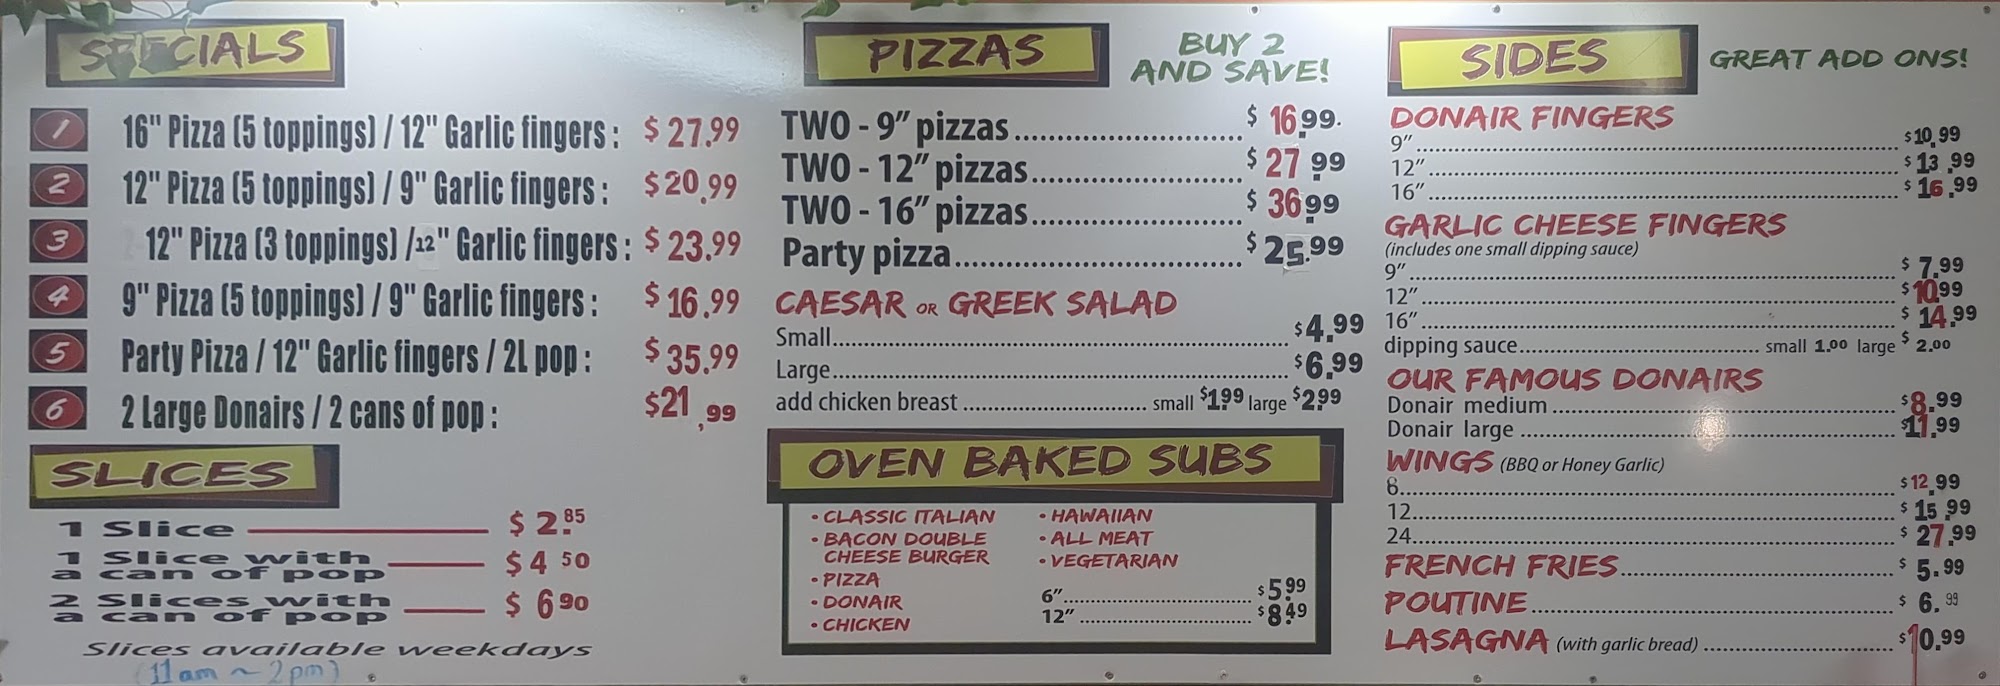 SPECIALS
1 16" Pizza (5 toppings) / 12" Garlic fingers : $ 27.99
2 12" Pizza (5 toppings) / 9" Garlic fingers : $20.99
3 12" Pizza (3 toppings) /12" Garlic fingers : $ 23.99
4 9" Pizza (5 toppings) / 9" Garlic fingers : $ 16.99
5 Party Pizza / 12" Garlic fingers / 2L pop : $ 35.99
6 2 Large Donairs / 2 cans of pop : $21 ,99
SLICES
1 Slice $ 2.85
1 Slice with
a can of pop $ 4 50
2 Slices with
a can of pop $ 6 90
Slices available weekdays
(11am ~ 2pm)
PIZZAS
BUY 2
AND SAVE!
TWO - 9" pizzas........................... $ 16.99.
TWO - 12" pizzas......................... $ 27.99
TWO - 16" pizzas......................... $ 36.99
Party pizza.................................. $ 25.99
CAESAR OR GREEK SALAD
Small.................................................................. $4.99
Large.................................................................. $6.99
add chicken breast .......................... small $1.99 large $2.99
OVEN BAKED SUBS
• CLASSIC ITALIAN
• BACON DOUBLE
CHEESE BURGER
• PIZZA
• DONAIR
• CHICKEN
• HAWAIIAN
• ALL MEAT
• VEGETARIAN
6"................................. $5.99
12" .............................. $8.49
SIDES
GREAT ADD ONS!
DONAIR FINGERS
9"............................................................... $10.99
12"............................................................. $ 13.99
16"............................................................. $ 16.99
GARLIC CHEESE FINGERS
(includes one small dipping sauce)
9"............................................................... $ 7.99
12"............................................................. $10.99
16"............................................................. $ 14.99
dipping sauce..................................... small 1.00 large $ 2.00
OUR FAMOUS DONAIRS
Donair medium ....................................................... $8.99
Donair large ........................................................... $11.99
WINGS (BBQ or Honey Garlic)
8................................................................ $12.99
12.............................................................. $ 15.99
24.............................................................. $ 27.99
FRENCH FRIES............................................ $ 5.99
POUTINE..................................................... $ 6.99
LASAGNA (with garlic bread) ............................ $10.99